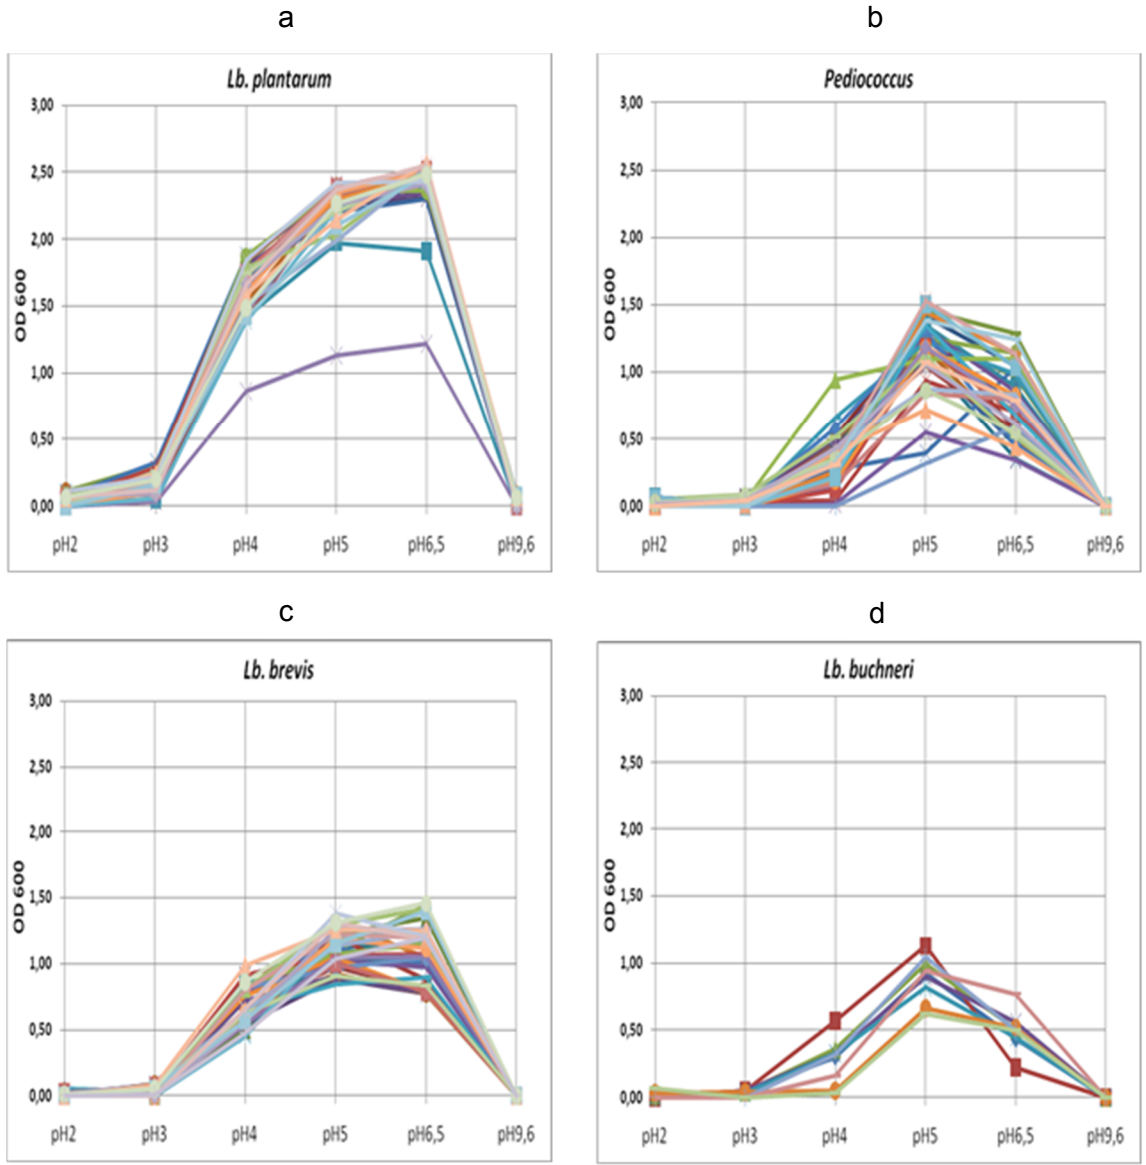 a
b
Lb. plantarum
3,00
2,50
2,00
1,50
1,00
0,50
0,00
OD 600
pH2 pH3 pH4 pH5 pH6,5 pH9,6
Pediococcus
3,00
2,50
2,00
1,50
1,00
0,50
0,00
OD 600
pH2 pH3 pH4 pH5 pH6,5 pH9,6
c
d
Lb. brevis
3,00
2,50
2,00
1,50
1,00
0,50
0,00
OD 600
pH2 pH3 pH4 pH5 pH6,5 pH9,6
Lb. buchneri
3,00
2,50
2,00
1,50
1,00
0,50
0,00
OD 600
pH2 pH3 pH4 pH5 pH6,5 pH9,6